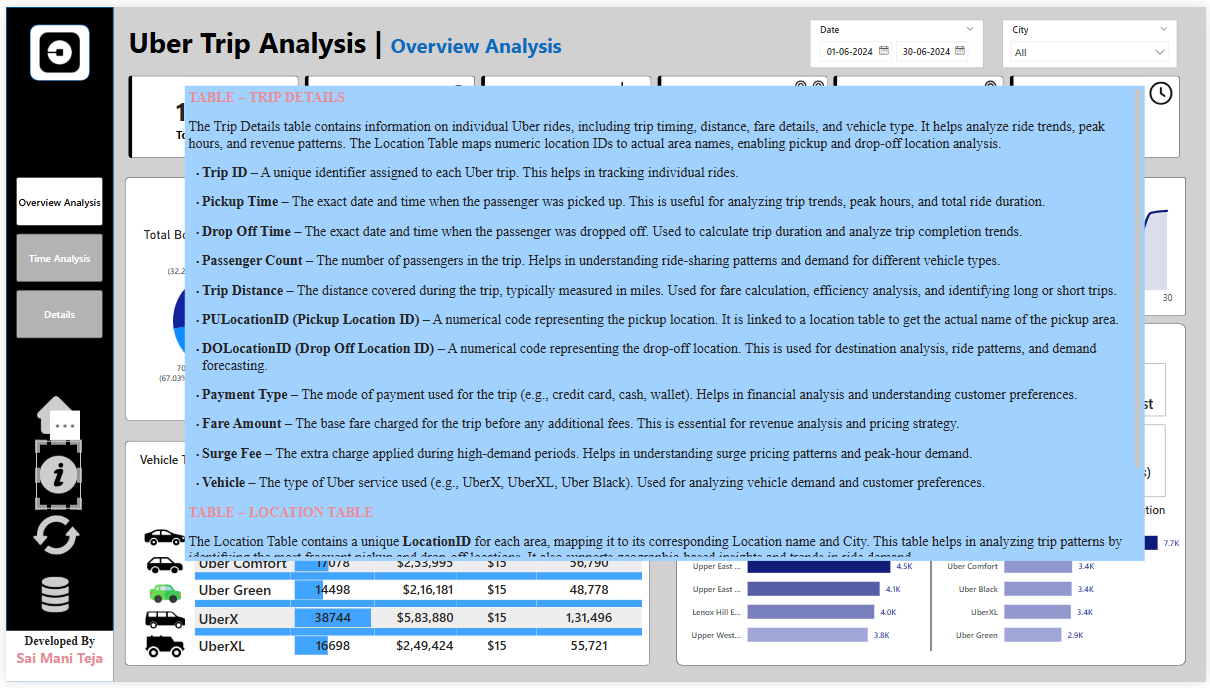 Uber Trip Analysis | Overview Analysis
Date
01-06-2024 30-06-2024
City
All
Overview Analysis
Time Analysis
Details
TABLE – TRIP DETAILS
The Trip Details table contains information on individual Uber rides, including trip timing, distance, fare details, and vehicle type. It helps analyze ride trends, peak
hours, and revenue patterns. The Location Table maps numeric location IDs to actual area names, enabling pickup and drop-off location analysis.
· Trip ID – A unique identifier assigned to each Uber trip. This helps in tracking individual rides.
· Pickup Time – The exact date and time when the passenger was picked up. This is useful for analyzing trip trends, peak hours, and total ride duration.
· Drop Off Time – The exact date and time when the passenger was dropped off. Used to calculate trip duration and analyze trip completion trends.
· Passenger Count – The number of passengers in the trip. Helps in understanding ride-sharing patterns and demand for different vehicle types.
· Trip Distance – The distance covered during the trip, typically measured in miles. Used for fare calculation, efficiency analysis, and identifying long or short trips.
· PULocationID (Pickup Location ID) – A numerical code representing the pickup location. It is linked to a location table to get the actual name of the pickup area.
· DOLocationID (Drop Off Location ID) – A numerical code representing the drop-off location. This is used for destination analysis, ride patterns, and demand
forecasting.
· Payment Type – The mode of payment used for the trip (e.g., credit card, cash, wallet). Helps in financial analysis and understanding customer preferences.
· Fare Amount – The base fare charged for the trip before any additional fees. This is essential for revenue analysis and pricing strategy.
· Surge Fee – The extra charge applied during high-demand periods. Helps in understanding surge pricing patterns and peak-hour demand.
· Vehicle – The type of Uber service used (e.g., UberX, UberXL, Uber Black). Used for analyzing vehicle demand and customer preferences.
TABLE – LOCATION TABLE
The Location Table contains a unique LocationID for each area, mapping it to its corresponding Location name and City. This table helps in analyzing trip patterns by
identifying the most frequent pickup and drop-off locations. It also supports geographic-based insights and trends in ride demand.
Total Bo
(32.2
70
(67.03%
30
st
s)
tion
7.7K
Vehicle T
Uber Comfort 17078 $2,53,995 $15 56,790
Uber Green 14498 $2,16,181 $15 48,778
UberX 38744 $5,83,880 $15 1,31,496
UberXL 16698 $2,49,424 $15 55,721
Upper East ... 4.5K
Upper East ... 4.1K
Lenox Hill E... 4.0K
Upper West... 3.8K
Uber Comfort 3.4K
Uber Black 3.4K
UberXL 3.4K
Uber Green 2.9K
Developed By
Sai Mani Teja